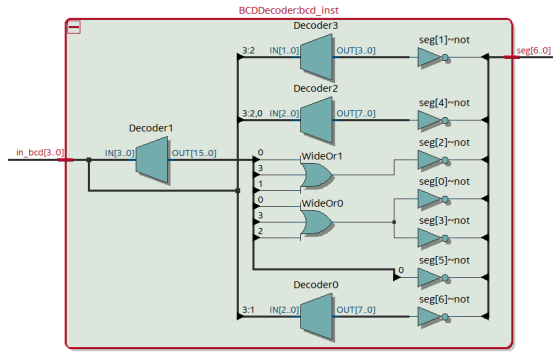 BCDDecoder:bcd_inst
Decoder3
3:2 IN[1..0] OUT[3..0]
seg[1]~not
seg[6..0]
Decoder2
3:2,0 IN[2..0] OUT[7..0]
seg[4]~not
Decoder1
in_bcd[3..0] IN[3..0] OUT[15..0]
WideOr1
0
3
1
seg[2]~not
seg[0]~not
WideOr0
0
3
2
seg[3]~not
seg[5]~not
0
Decoder0
3:1 IN[2..0] OUT[7..0]
seg[6]~not